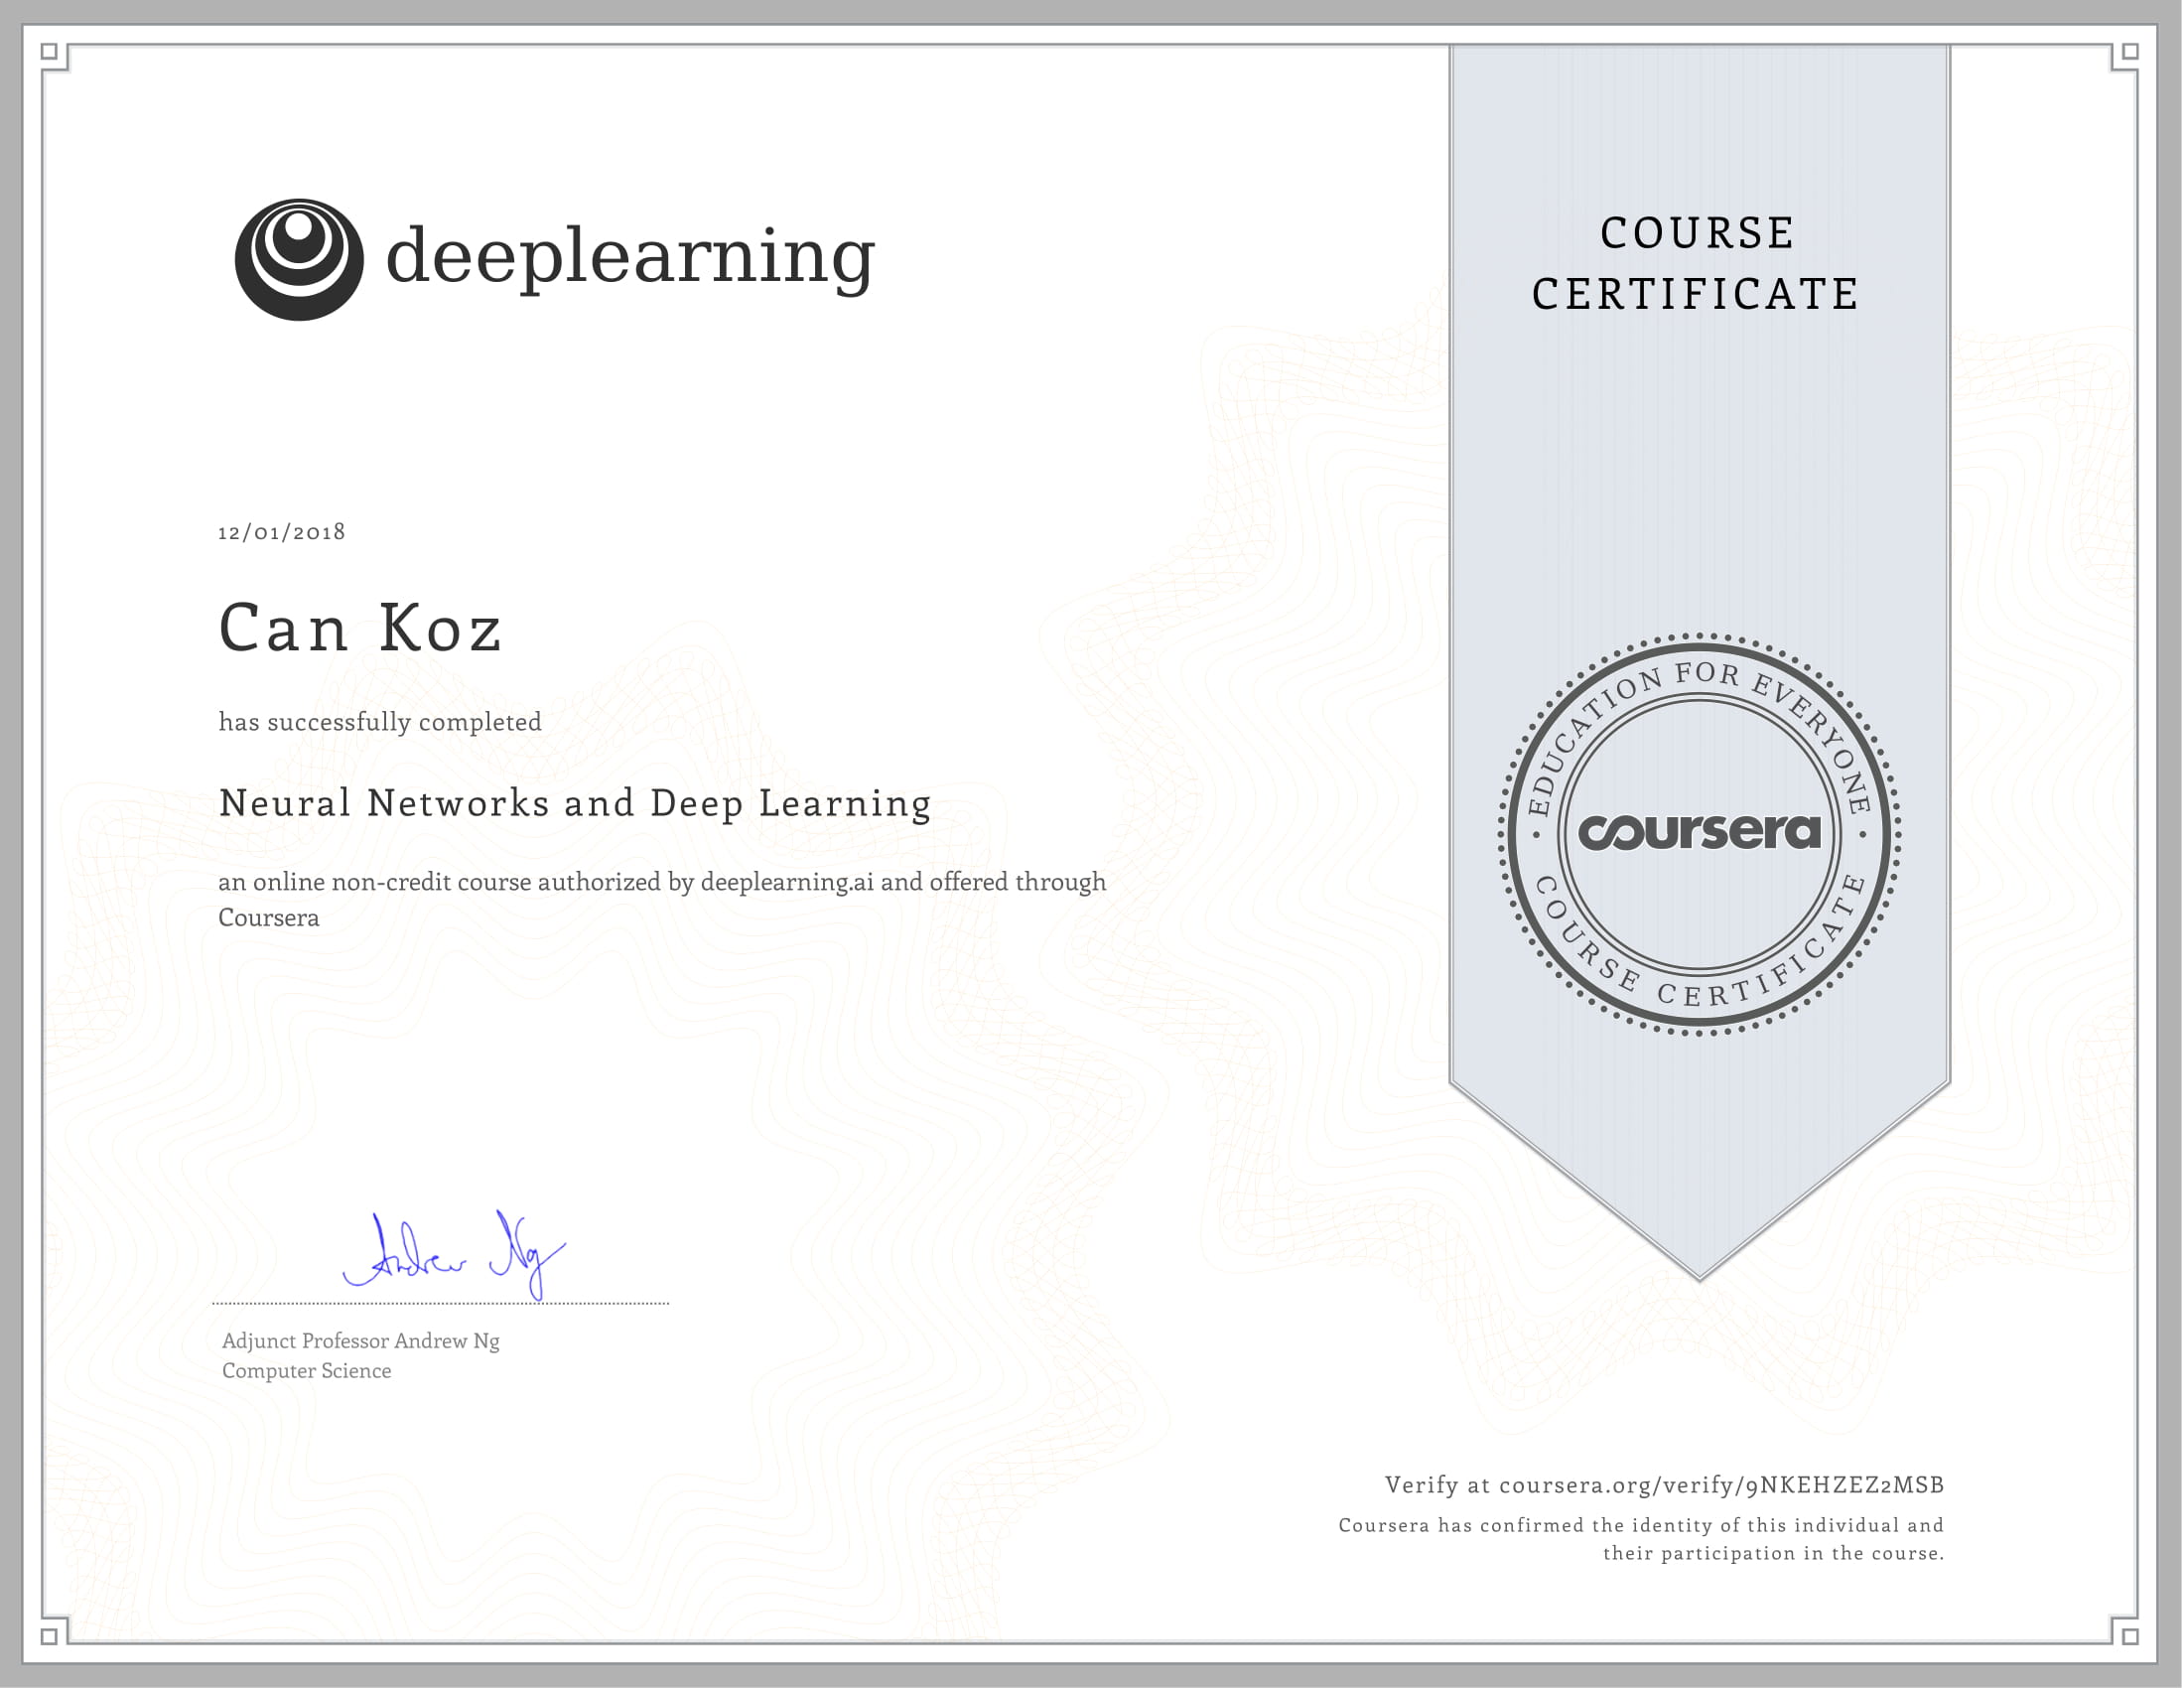 deeplearning
COURSE
CERTIFICATE
12/01/2018
Can Koz
has successfully completed
Neural Networks and Deep Learning
an online non-credit course authorized by deeplearning.ai and offered through
Coursera
EDUCATION FOR EVERYONE
coursera
COURSE CERTIFICATE
Andrew Ng
Adjunct Professor Andrew Ng
Computer Science
Verify at coursera.org/verify/9NKEHZEZ2MSB
Coursera has confirmed the identity of this individual and
their participation in the course.